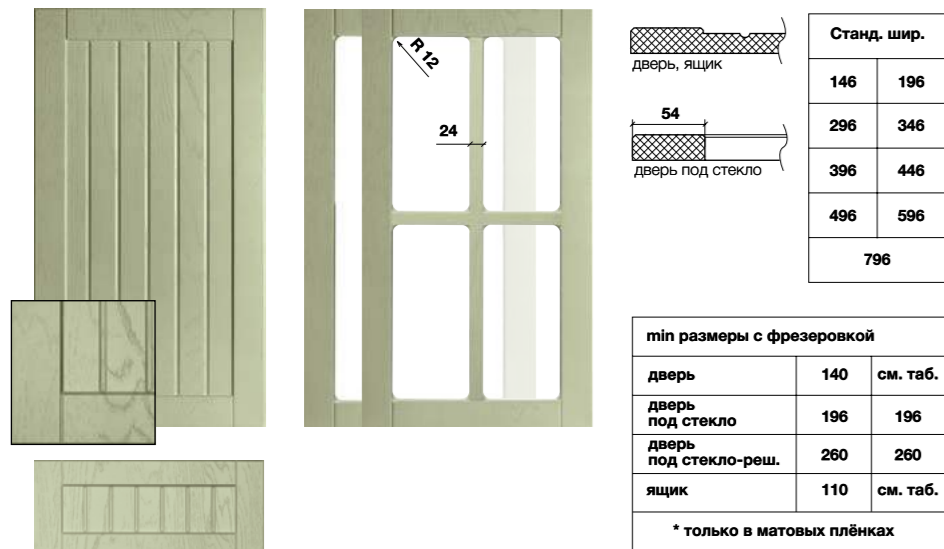 R 12
24
дверь, ящик
54
дверь под стекло
Станд. шир.
146 196
296 346
396 446
496 596
796
min размеры с фрезеровкой
дверь 140 см. таб.
дверь
под стекло 196 196
дверь
под стекло-реш. 260 260
ящик 110 см. таб.
* только в матовых плёнках